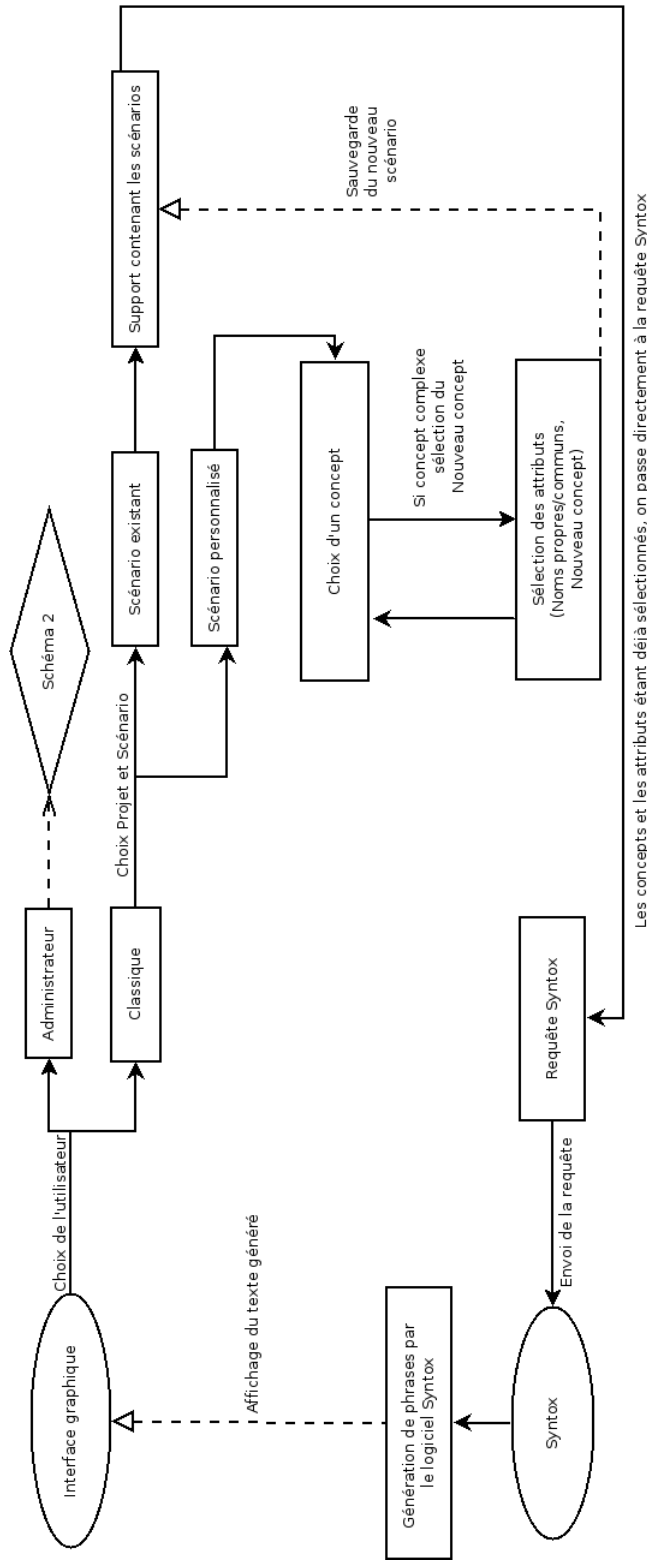 Interface graphique
Choix de l'utilisateur
Administrateur
Classique
Schéma 2
Choix Projet et Scénario
Scénario existant
Scénario personnalisé
Support contenant les scénarios
Choix d'un concept
Si concept complexe
sélection du
Nouveau concept
Sélection des attributs
(Noms propres/communs,
Nouveau concept)
Sauvegarde
du nouveau
scénario
Les concepts et les attributs étant déjà sélectionnés, on passe directement à la requête Syntox
Requête Syntox
Envoi de la requête
Syntox
Génération de phrases par
le logiciel Syntox
Affichage du texte généré